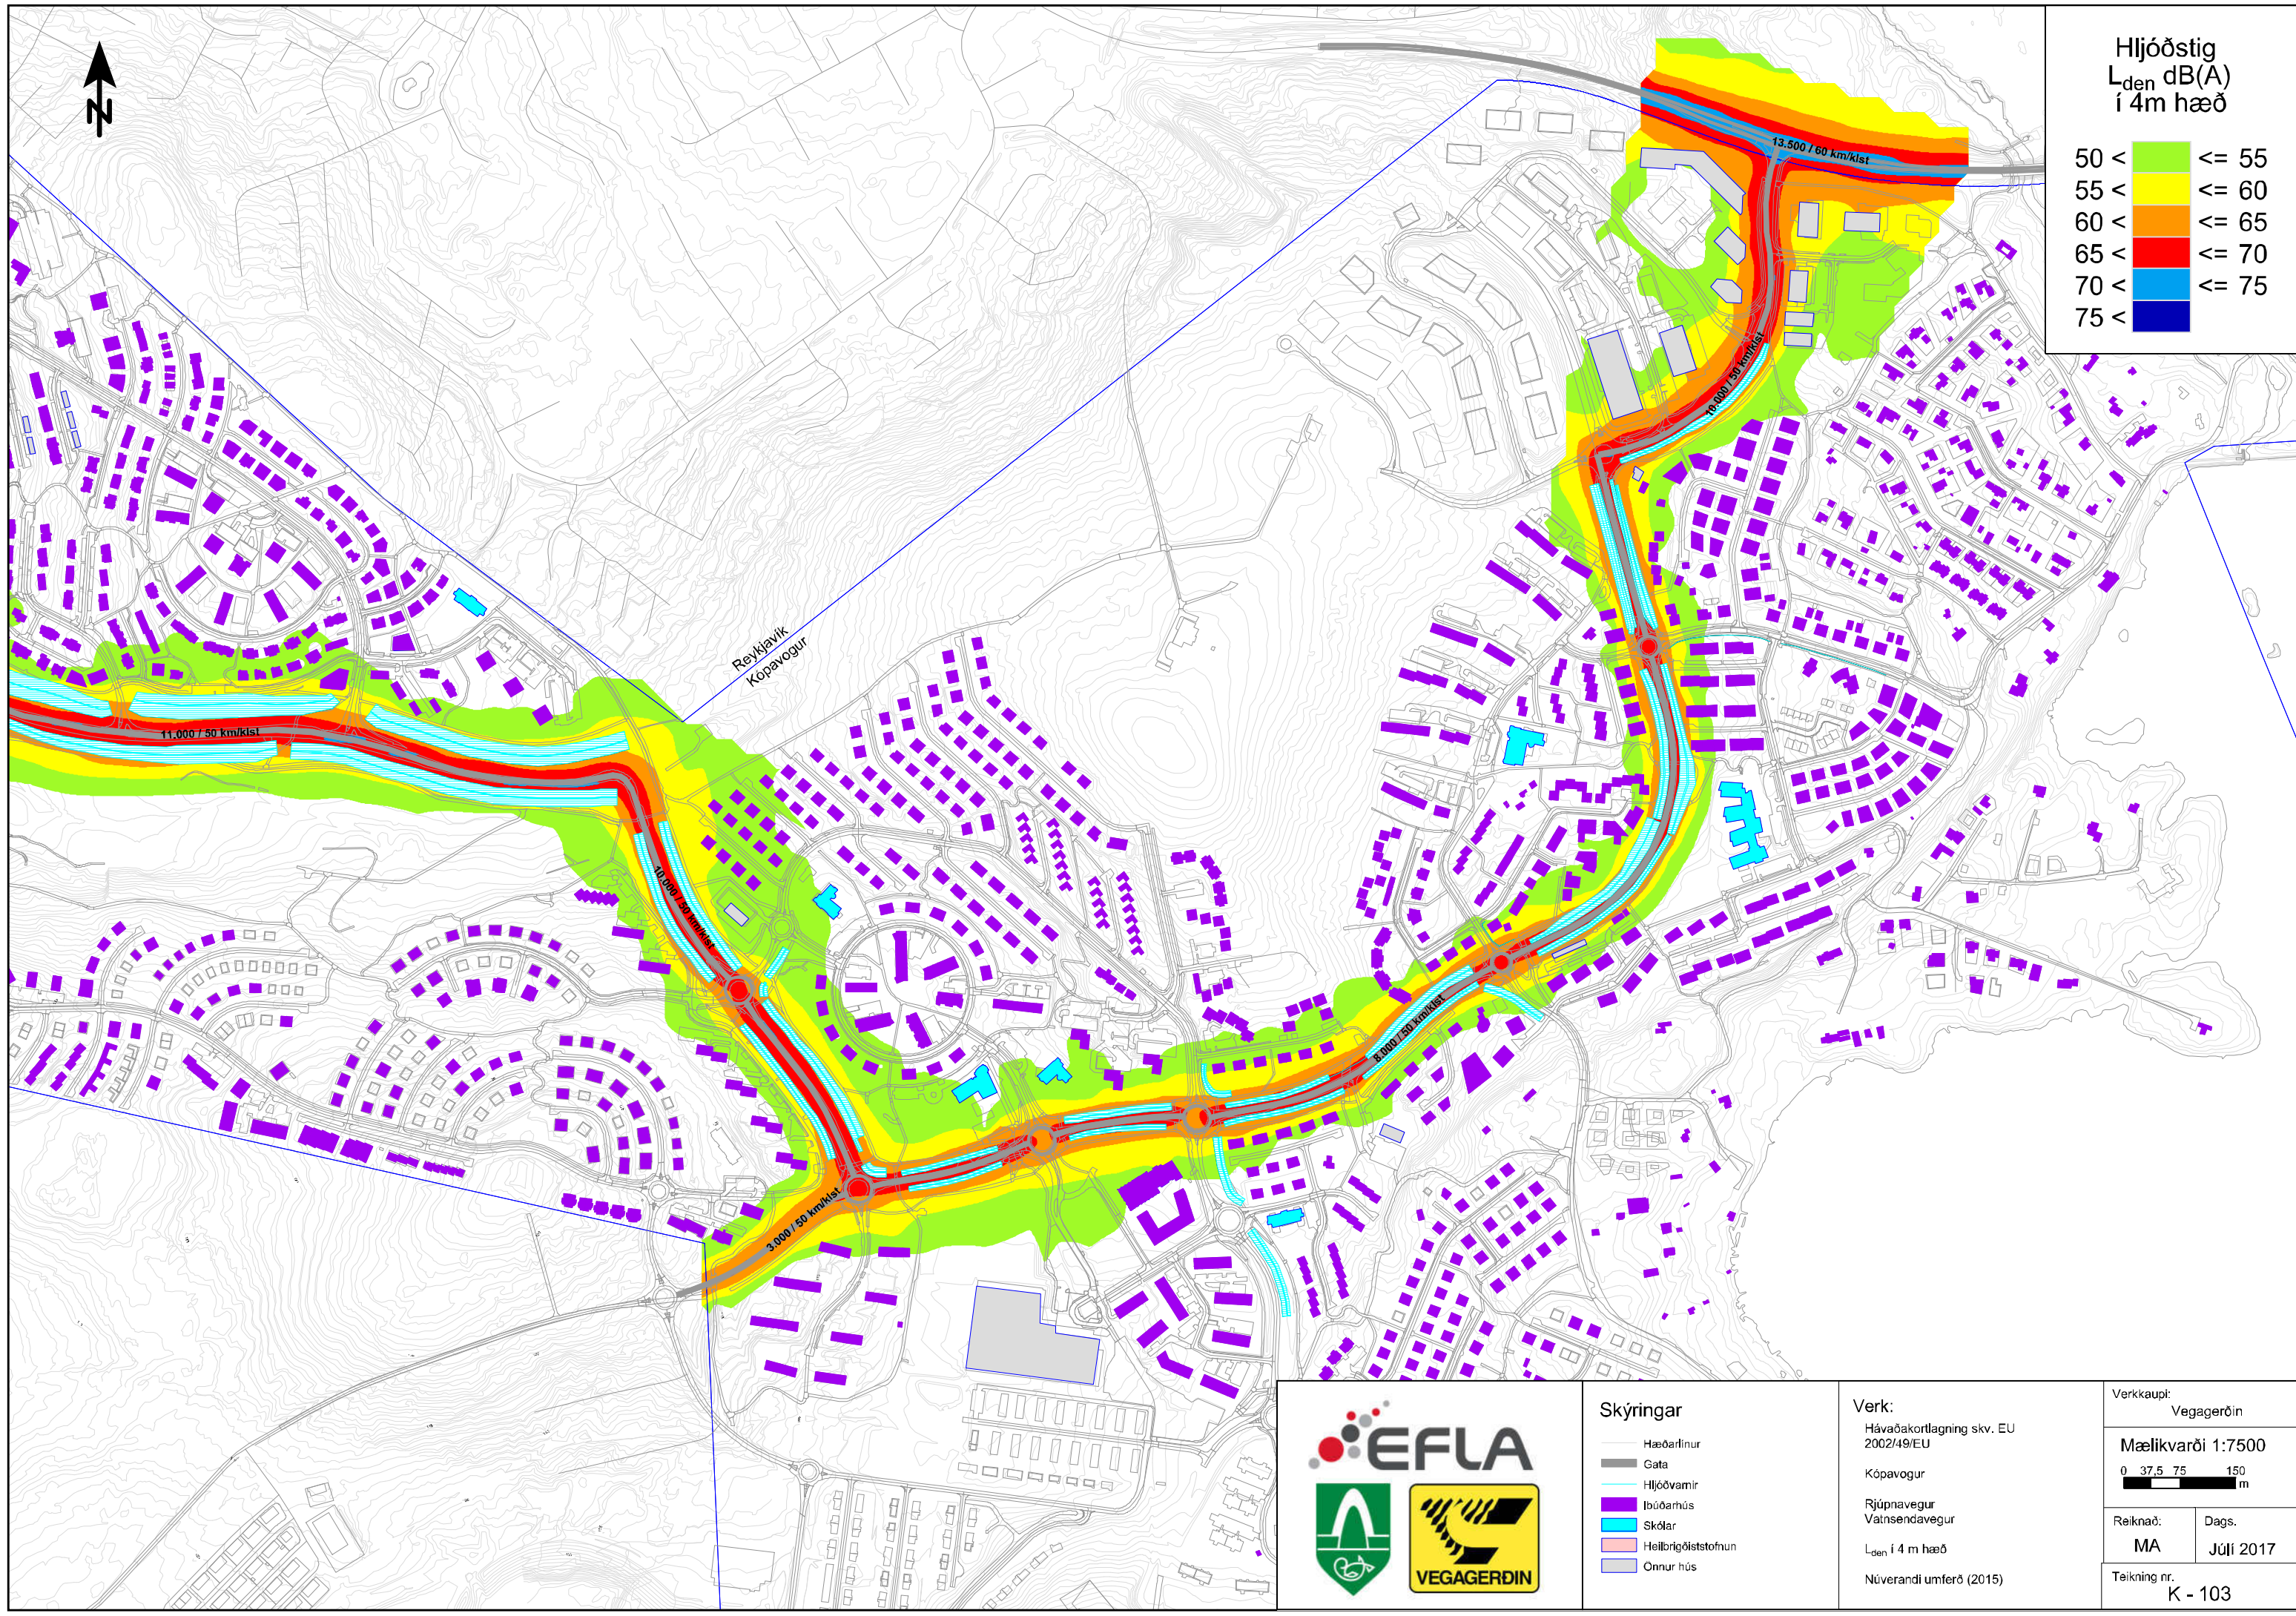 N
Hljóðstig
Lden dB(A)
í 4m hæð
50 < <= 55
55 < <= 60
60 < <= 65
65 < <= 70
70 < <= 75
75 <
13.500 / 60 km/klst
10.000 / 50 km/klst
Reykjavík
Kópavogur
11.000 / 50 km/klst
10.000 / 50 km/klst
8.000 / 50 km/klst
3.000 / 50 km/klst
EFLA
VEGAGERÐIN
Skýringar
Hæðarlínur
Gata
Hljóðvarnir
Íbúðarhús
Skólar
Heilbrigðiststofnun
Önnur hús
Verk:
Hávaðakortlagning skv. EU
2002/49/EU
Kópavogur
Rjúpnavegur
Vatnsendavegur
Lden í 4 m hæð
Núverandi umferð (2015)
Verkkaupi:
Vegagerðin
Mælikvarði 1:7500
0 37,5 75 150
m
Reiknað:
MA
Dags.
Júlí 2017
Teikning nr.
K - 103